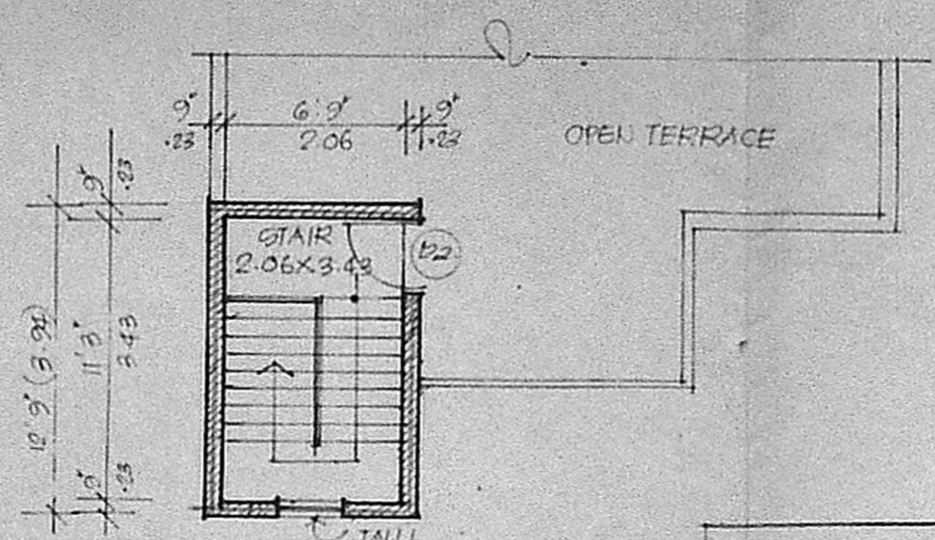 9" 6'9" 9"
.23 2.06 .23
OPEN TERRACE
9"
.23
STAIR
2.06X3.43
D2
12'9" (3.9)
11'3"
3.43
9"
.23